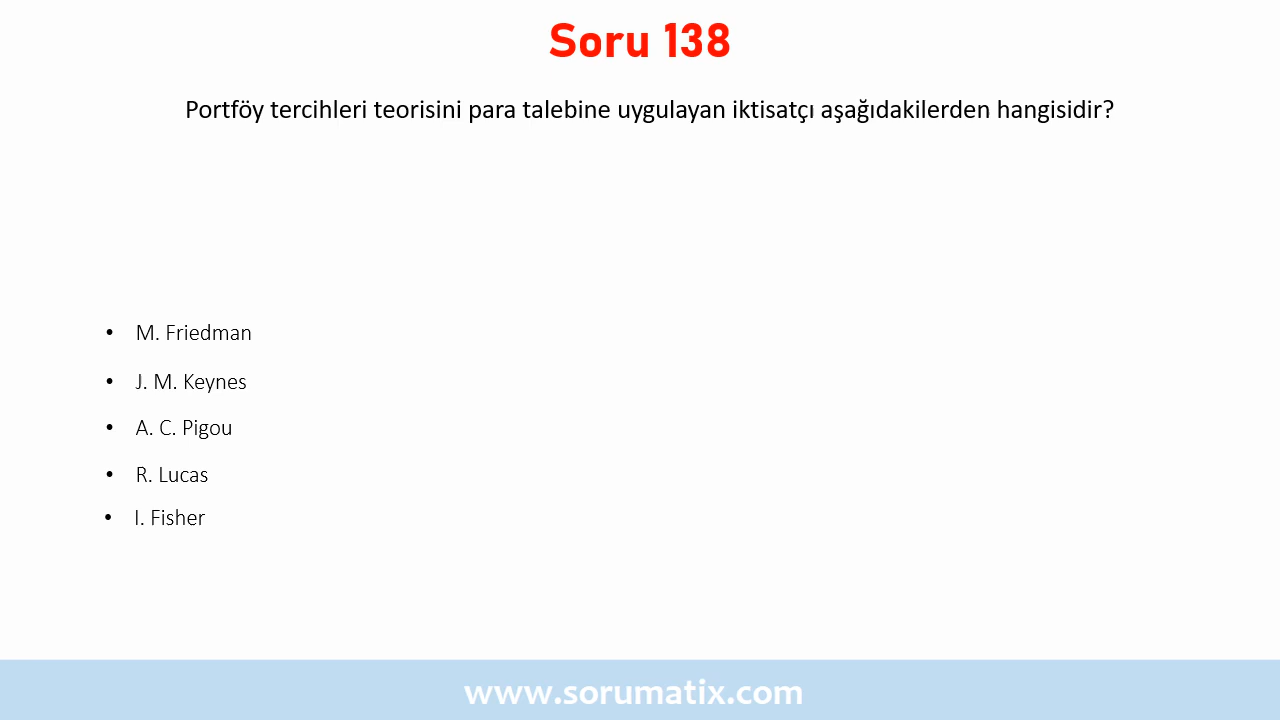 Soru 138
Portföy tercihleri teorisini para talebine uygulayan iktisatçı aşağıdakilerden hangisidir?
• M. Friedman
• J. M. Keynes
• A. C. Pigou
• R. Lucas
• I. Fisher
www.sorumatix.com